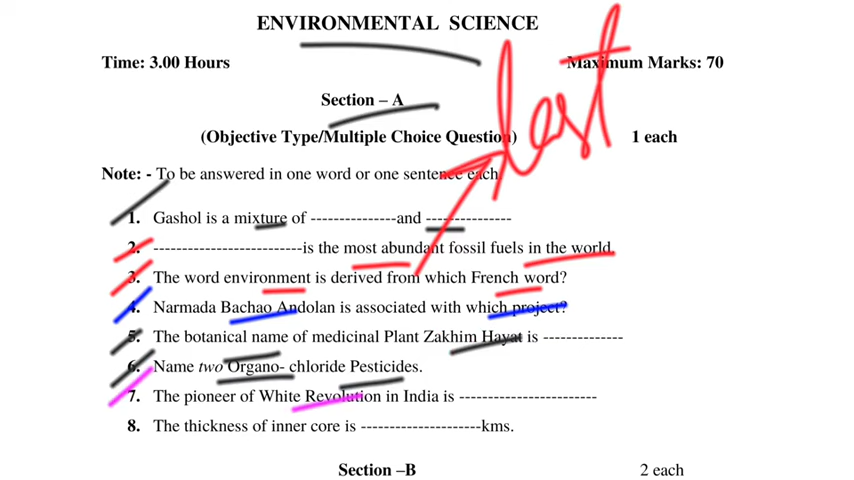 ENVIRONMENTAL SCIENCE
Time: 3.00 Hours Maximum Marks: 70
Section – A
(Objective Type/Multiple Choice Question) 1 each
Note: - To be answered in one word or one sentence each
1. Gashol is a mixture of ---------------and ---------------
2. --------------------------is the most abundant fossil fuels in the world
3. The word environment is derived from which French word?
4. Narmada Bachao Andolan is associated with which project?
5. The botanical name of medicinal Plant Zakhim Hayat is --------------
6. Name two Organo- chloride Pesticides.
7. The pioneer of White Revolution in India is ------------------------
8. The thickness of inner core is ---------------------kms.
Section –B 2 each